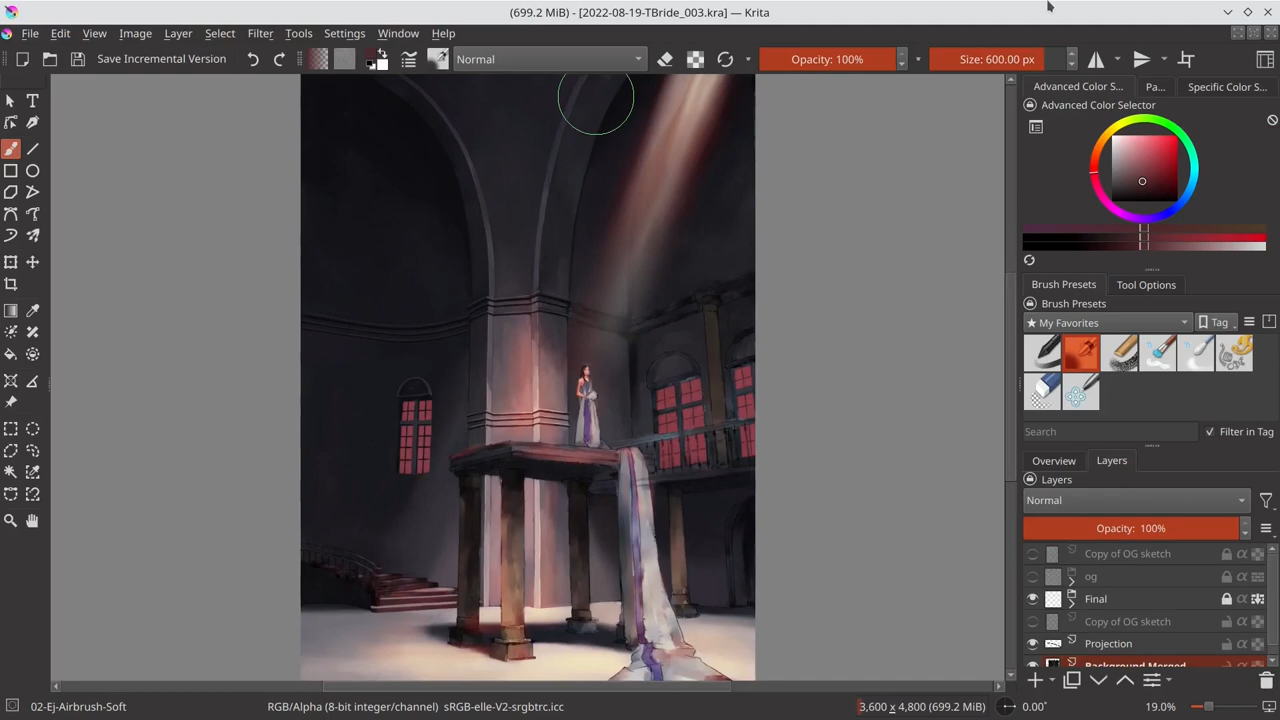 (699.2 MiB) - [2022-08-19-TBride_003.kra] — Krita
File Edit View Image Layer Select Filter Tools Settings Window Help
Save Incremental Version Normal Opacity: 100% Size: 600.00 px
Advanced Color S... Pa... Specific Color S...
Advanced Color Selector
Brush Presets Tool Options
Brush Presets
★ My Favorites Tag
Search Filter in Tag
Overview Layers
Layers
Normal
Opacity: 100%
Copy of OG sketch
og
Final
Copy of OG sketch
Projection
Background Merged
02-Ej-Airbrush-Soft RGB/Alpha (8-bit integer/channel) sRGB-elle-V2-srgbtrc.icc 3,600 x 4,800 (699.2 MiB) 0.00° 19.0%